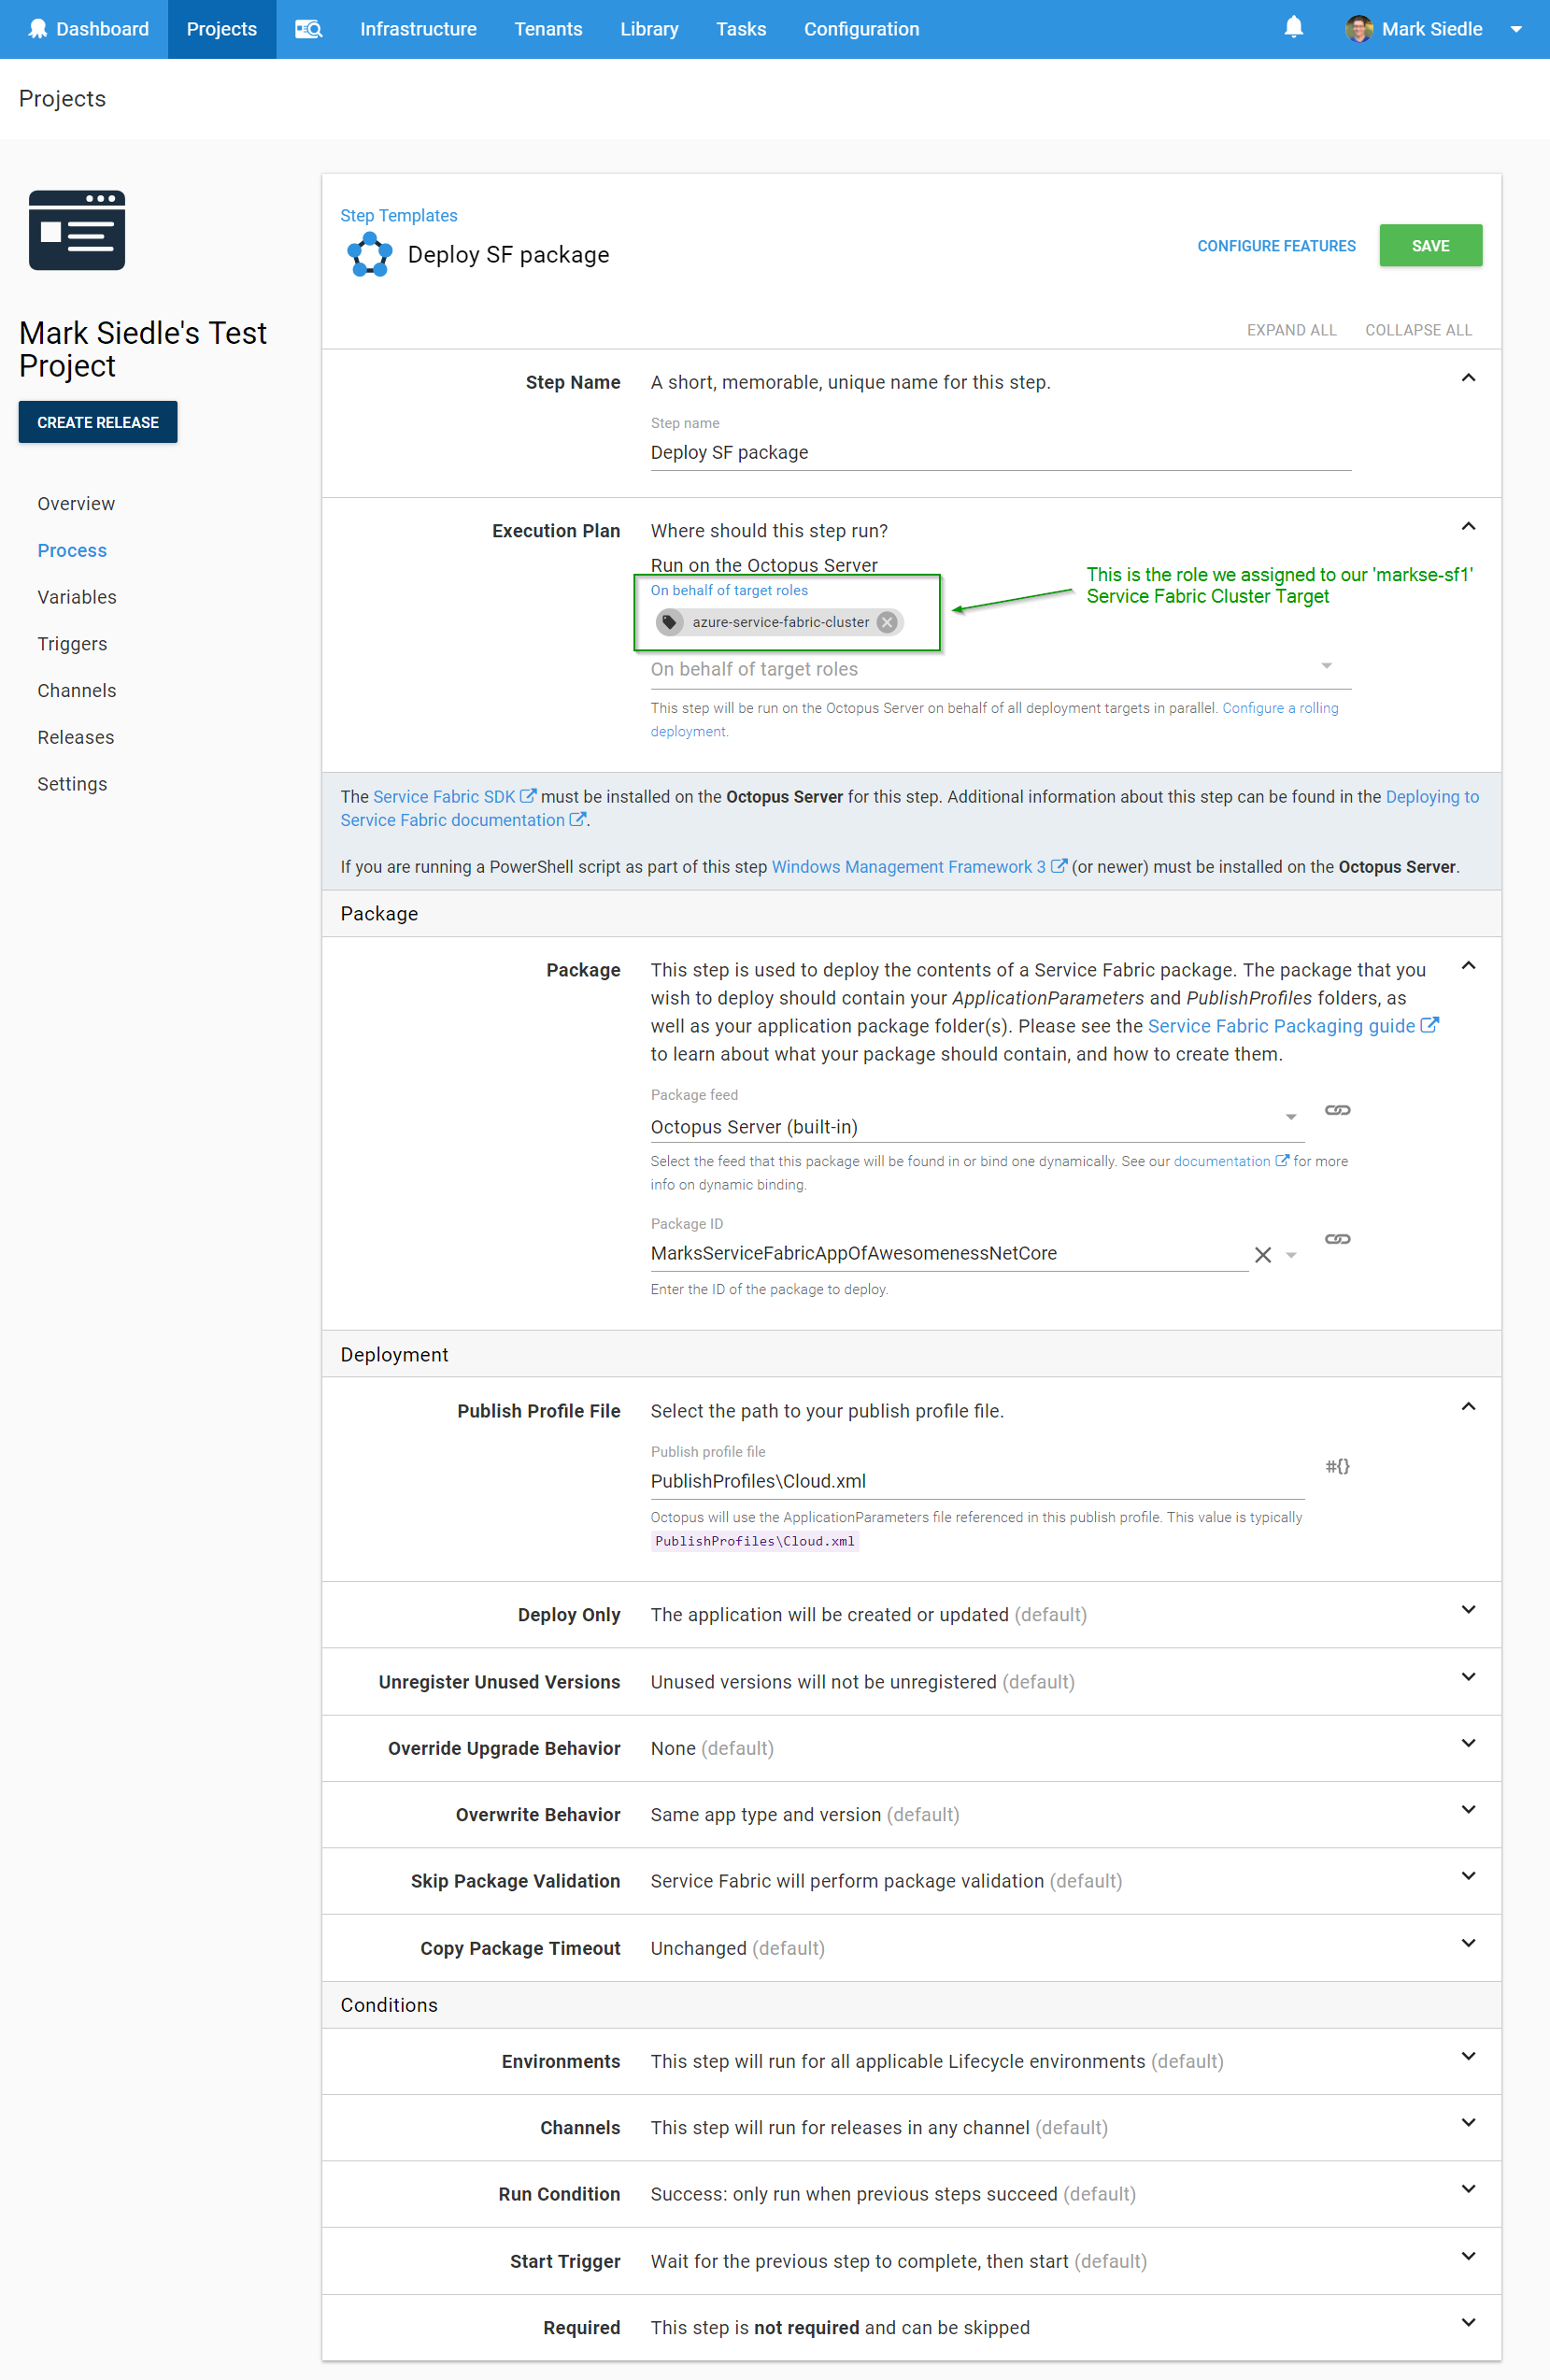 Dashboard
Projects
Infrastructure
Tenants
Library
Tasks
Configuration
Mark Siedle
Projects
Mark Siedle's Test
Project
CREATE RELEASE
Overview
Process
Variables
Triggers
Channels
Releases
Settings
Step Templates
Deploy SF package
CONFIGURE FEATURES
SAVE
EXPAND ALL
COLLAPSE ALL
Step Name
A short, memorable, unique name for this step.
Step name
Deploy SF package
Execution Plan
Where should this step run?
Run on the Octopus Server
On behalf of target roles
azure-service-fabric-cluster
This is the role we assigned to our 'markse-sf1'
Service Fabric Cluster Target
On behalf of target roles
This step will be run on the Octopus Server on behalf of all deployment targets in parallel. Configure a rolling
deployment.
The Service Fabric SDK must be installed on the Octopus Server for this step. Additional information about this step can be found in the Deploying to
Service Fabric documentation.
If you are running a PowerShell script as part of this step Windows Management Framework 3 (or newer) must be installed on the Octopus Server.
Package
Package
This step is used to deploy the contents of a Service Fabric package. The package that you
wish to deploy should contain your ApplicationParameters and PublishProfiles folders, as
well as your application package folder(s). Please see the Service Fabric Packaging guide
to learn about what your package should contain, and how to create them.
Package feed
Octopus Server (built-in)
Select the feed that this package will be found in or bind one dynamically. See our documentation for more
info on dynamic binding.
Package ID
MarksServiceFabricAppOfAwesomenessNetCore
Enter the ID of the package to deploy.
Deployment
Publish Profile File
Select the path to your publish profile file.
Publish profile file
PublishProfiles\Cloud.xml
#{}
Octopus will use the ApplicationParameters file referenced in this publish profile. This value is typically
PublishProfiles\Cloud.xml
Deploy Only
The application will be created or updated (default)
Unregister Unused Versions
Unused versions will not be unregistered (default)
Override Upgrade Behavior
None (default)
Overwrite Behavior
Same app type and version (default)
Skip Package Validation
Service Fabric will perform package validation (default)
Copy Package Timeout
Unchanged (default)
Conditions
Environments
This step will run for all applicable Lifecycle environments (default)
Channels
This step will run for releases in any channel (default)
Run Condition
Success: only run when previous steps succeed (default)
Start Trigger
Wait for the previous step to complete, then start (default)
Required
This step is not required and can be skipped